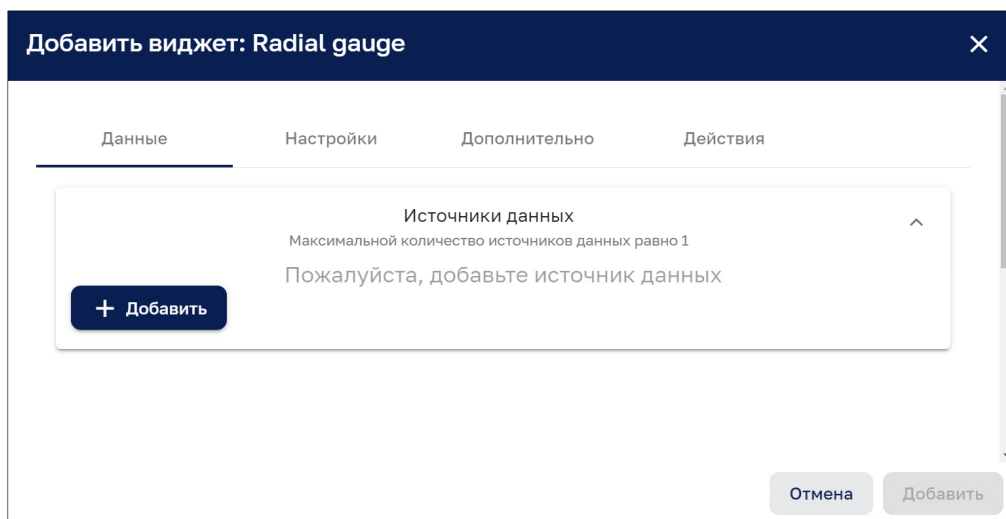 Добавить виджет: Radial gauge
Данные Настройки Дополнительно Действия
Источники данных
Максимальной количество источников данных равно 1
Пожалуйста, добавьте источник данных
+ Добавить
Отмена Добавить